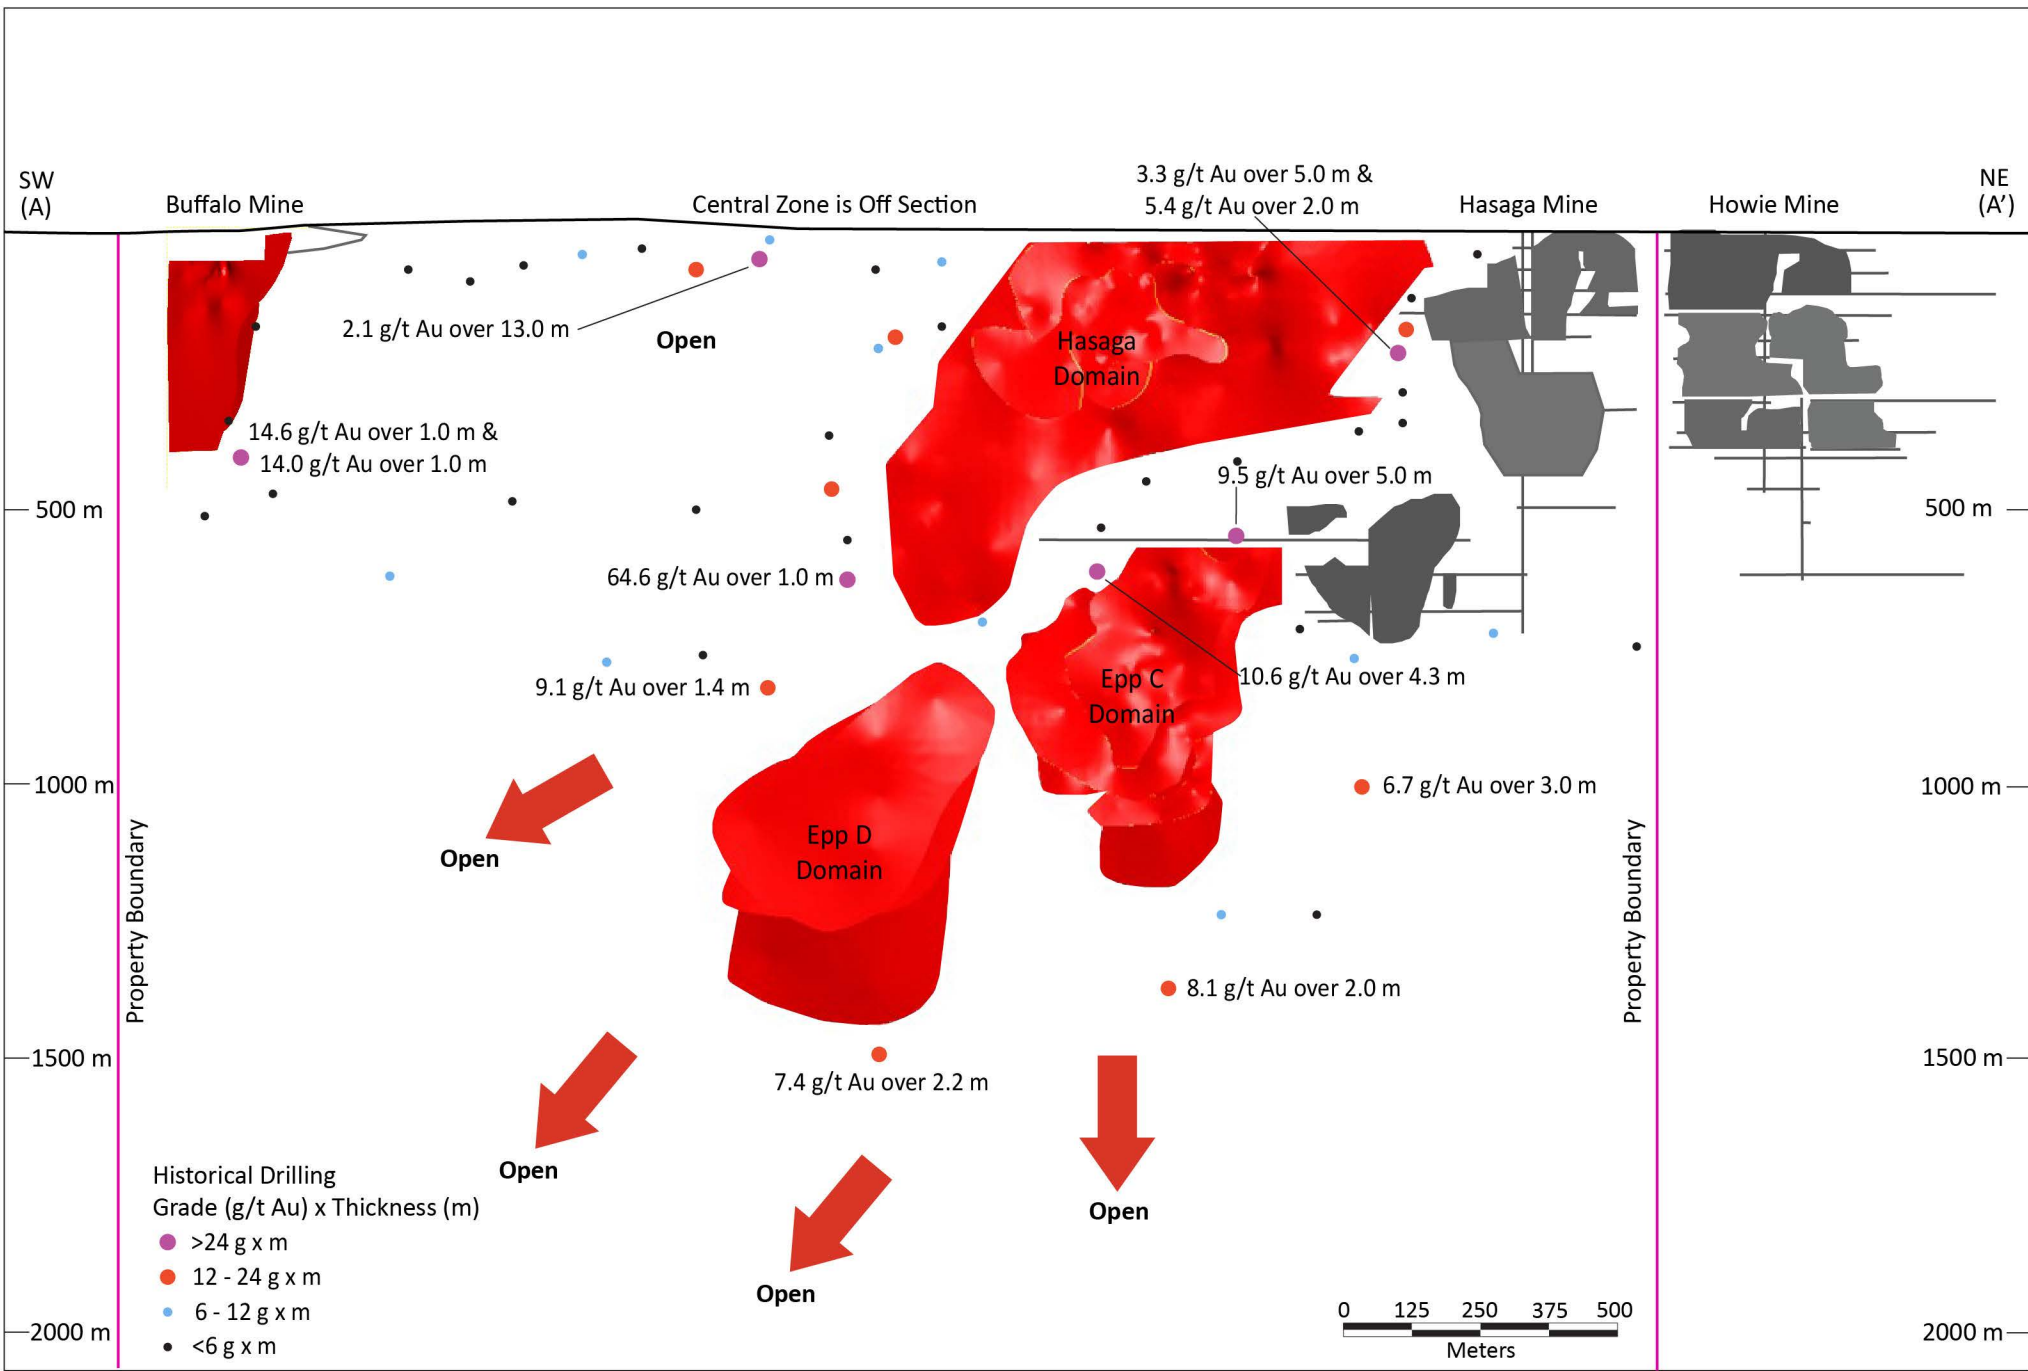 SW
(A)
Buffalo Mine
Central Zone is Off Section
3.3 g/t Au over 5.0 m &
5.4 g/t Au over 2.0 m
Hasaga Mine
Howie Mine
NE
(A')
2.1 g/t Au over 13.0 m
Open
Hasaga
Domain
14.6 g/t Au over 1.0 m &
14.0 g/t Au over 1.0 m
9.5 g/t Au over 5.0 m
500 m
500 m
64.6 g/t Au over 1.0 m
9.1 g/t Au over 1.4 m
Epp C
Domain
10.6 g/t Au over 4.3 m
1000 m
6.7 g/t Au over 3.0 m
1000 m
Open
Epp D
Domain
Property Boundary
Property Boundary
8.1 g/t Au over 2.0 m
1500 m
7.4 g/t Au over 2.2 m
1500 m
Open
Open
Open
Historical Drilling
Grade (g/t Au) x Thickness (m)
>24 g x m
12 - 24 g x m
6 - 12 g x m
<6 g x m
0 125 250 375 500
Meters
2000 m
2000 m